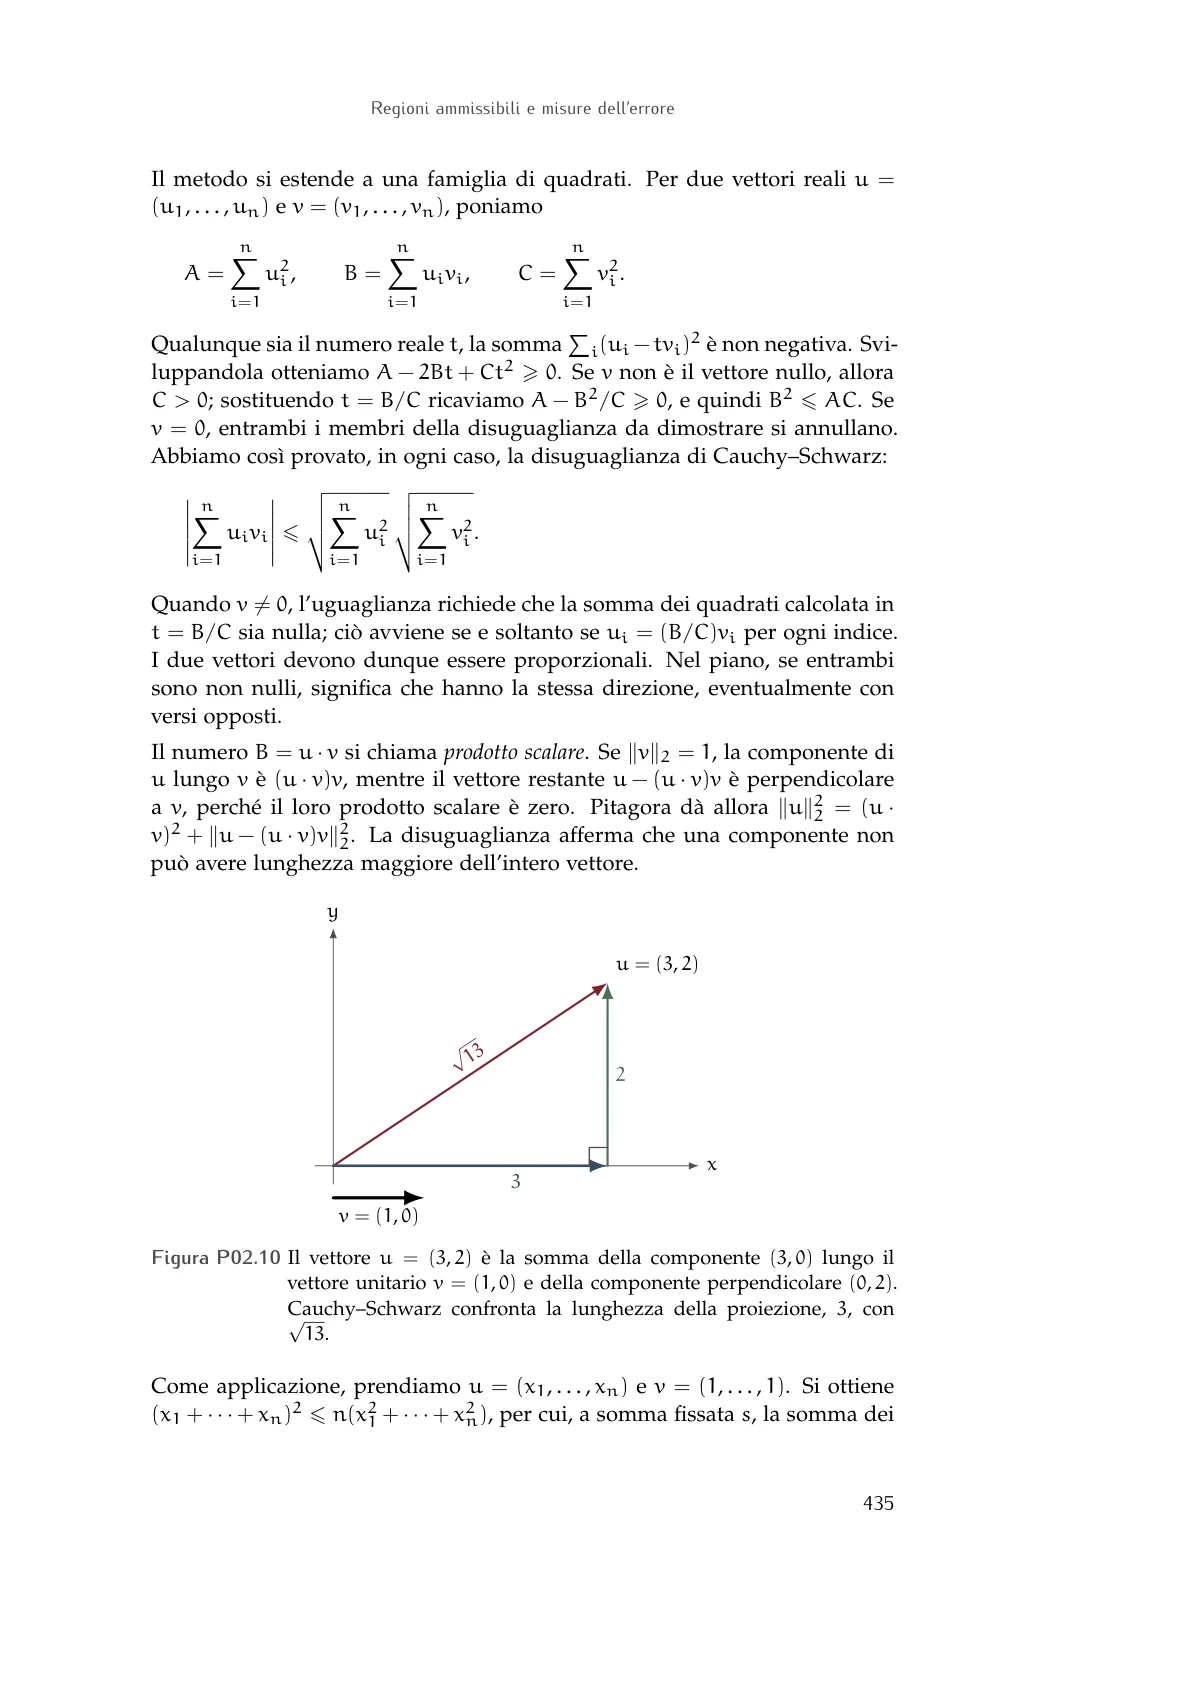 Regioni ammissibili e misure dell'errore
Il metodo si estende a una famiglia di quadrati. Per due vettori reali u =
(u₁, . . . , uₙ) e v = (v₁, . . . , vₙ), poniamo
A = ∑ᵢ₌₁ⁿ uᵢ², B = ∑ᵢ₌₁ⁿ uᵢvᵢ, C = ∑ᵢ₌₁ⁿ vᵢ².
Qualunque sia il numero reale t, la somma ∑ᵢ(uᵢ − tvᵢ)² è non negativa. Svi-
luppandola otteniamo A − 2Bt + Ct² ⩾ 0. Se v non è il vettore nullo, allora
C > 0; sostituendo t = B/C ricaviamo A − B²/C ⩾ 0, e quindi B² ⩽ AC. Se
v = 0, entrambi i membri della disuguaglianza da dimostrare si annullano.
Abbiamo così provato, in ogni caso, la disuguaglianza di Cauchy–Schwarz:
|∑ᵢ₌₁ⁿ uᵢvᵢ| ⩽ √(∑ᵢ₌₁ⁿ uᵢ²) √(∑ᵢ₌₁ⁿ vᵢ²).
Quando v ≠ 0, l'uguaglianza richiede che la somma dei quadrati calcolata in
t = B/C sia nulla; ciò avviene se e soltanto se uᵢ = (B/C)vᵢ per ogni indice.
I due vettori devono dunque essere proporzionali. Nel piano, se entrambi
sono non nulli, significa che hanno la stessa direzione, eventualmente con
versi opposti.
Il numero B = u · v si chiama prodotto scalare. Se ‖v‖₂ = 1, la componente di
u lungo v è (u · v)v, mentre il vettore restante u − (u · v)v è perpendicolare
a v, perché il loro prodotto scalare è zero. Pitagora dà allora ‖u‖₂² = (u ·
v)² + ‖u − (u · v)v‖₂². La disuguaglianza afferma che una componente non
può avere lunghezza maggiore dell'intero vettore.
y
u = (3, 2)
√13
2
x
3
v = (1, 0)
Figura P02.10 Il vettore u = (3, 2) è la somma della componente (3, 0) lungo il
vettore unitario v = (1, 0) e della componente perpendicolare (0, 2).
Cauchy–Schwarz confronta la lunghezza della proiezione, 3, con
√13.
Come applicazione, prendiamo u = (x₁, . . . , xₙ) e v = (1, . . . , 1). Si ottiene
(x₁ + · · · + xₙ)² ⩽ n(x₁² + · · · + xₙ²), per cui, a somma fissata s, la somma dei
435